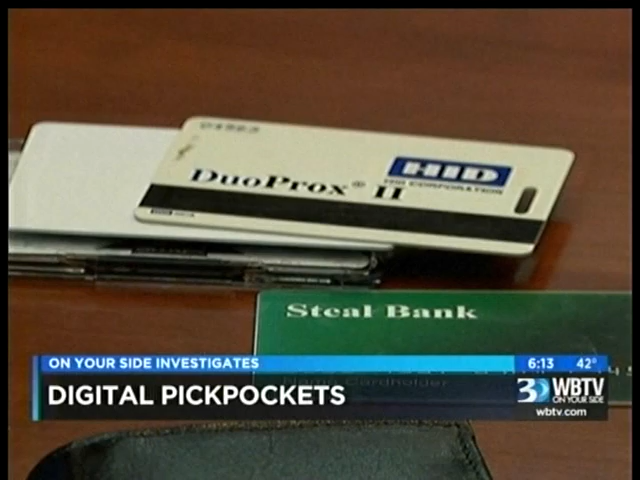 DuoProx® II
HID
HID CORPORATION
Steal Bank
Name Cardholder
ON YOUR SIDE INVESTIGATES
6:13 42°
DIGITAL PICKPOCKETS
3 WBTV
ON YOUR SIDE
wbtv.com